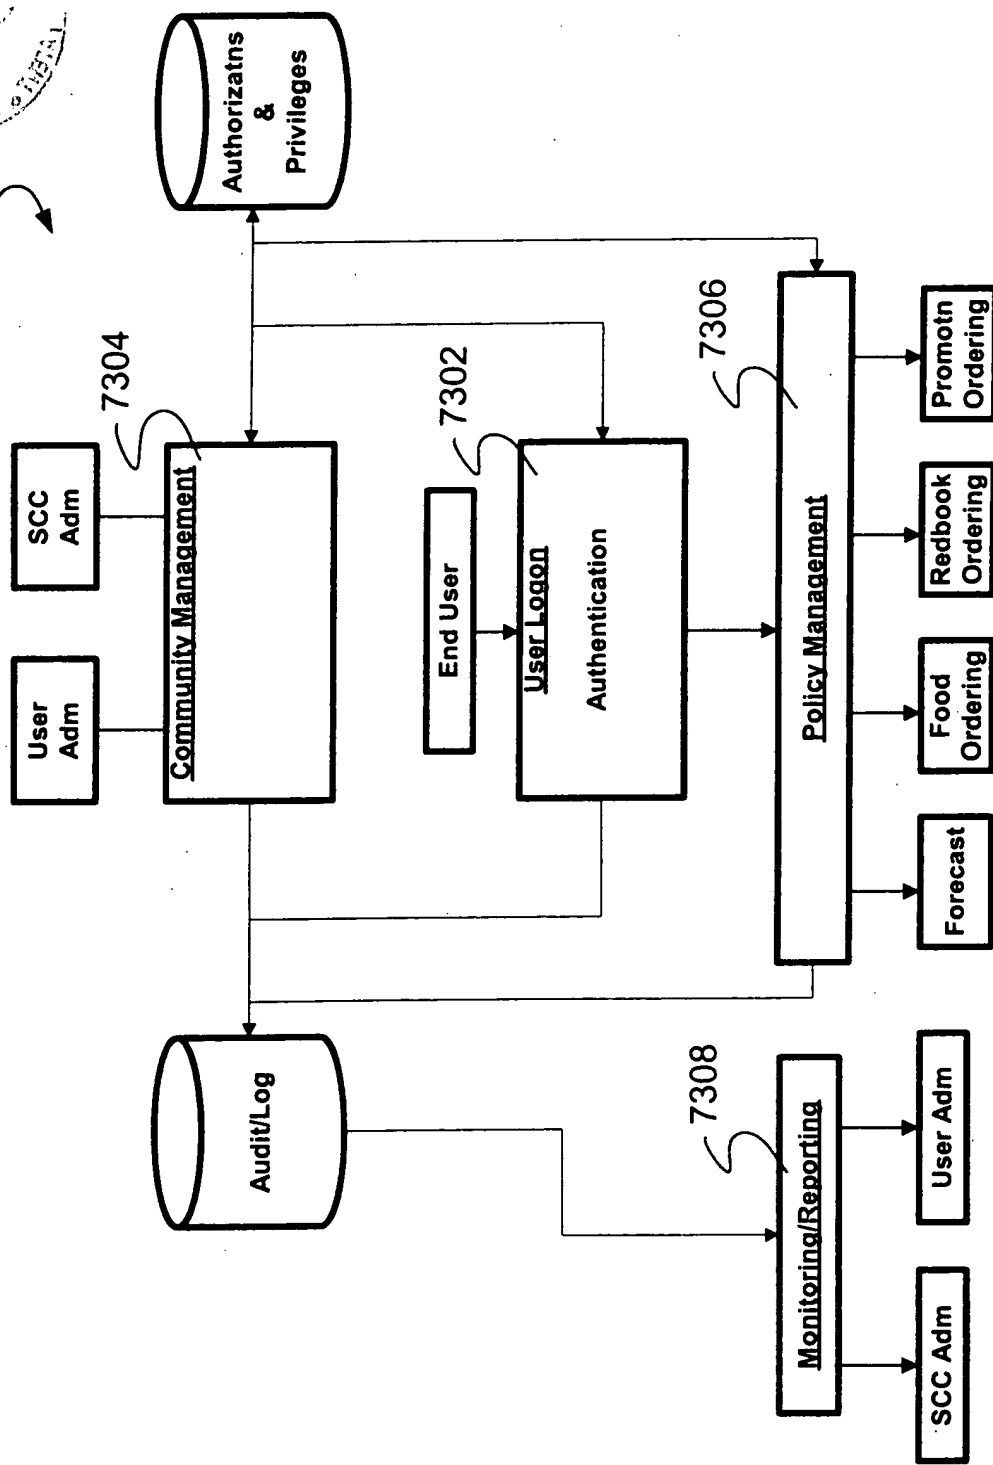 User
Adm
SCC
Adm
7304
Community Management
Authorizatns
&
Privileges
End User
7302
User Logon
Authentication
Audit/Log
7306
Policy Management
7308
Monitoring/Reporting
SCC Adm
User Adm
Forecast
Food
Ordering
Redbook
Ordering
Promotn
Ordering